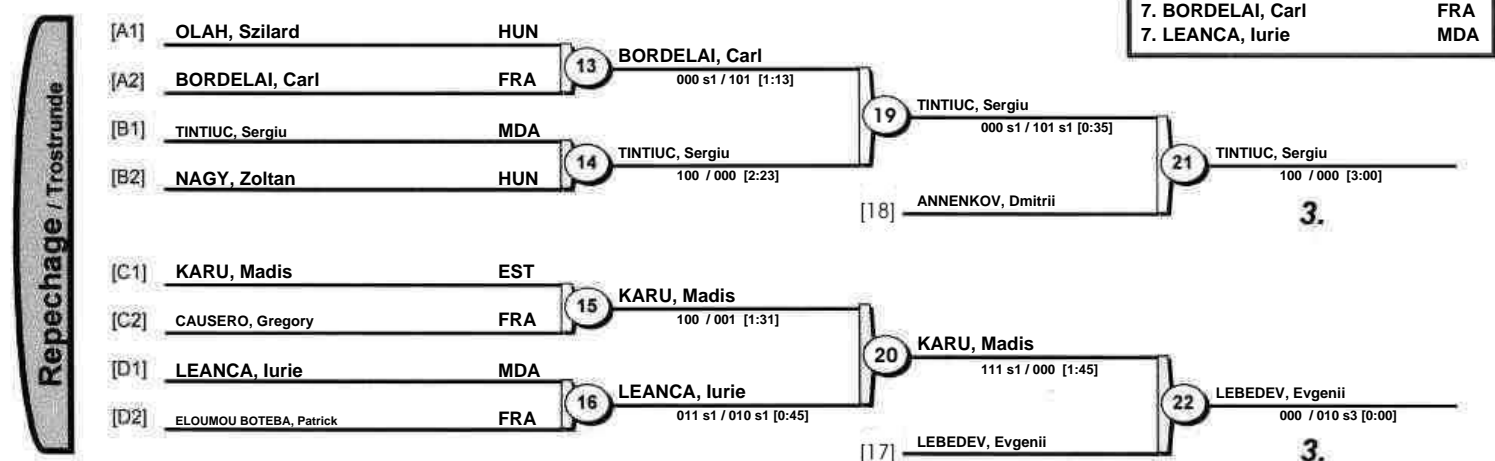 7. BORDELAI, Carl FRA
7. LEANCA, Iurie MDA
Repechage / Trostrunde
[A1] OLAH, Szilard HUN
[A2] BORDELAI, Carl FRA
13 BORDELAI, Carl
000 s1 / 101 [1:13]
[B1] TINTIUC, Sergiu MDA
[B2] NAGY, Zoltan HUN
14 TINTIUC, Sergiu
100 / 000 [2:23]
19 TINTIUC, Sergiu
000 s1 / 101 s1 [0:35]
[18] ANNENKOV, Dmitrii
21 TINTIUC, Sergiu
100 / 000 [3:00]
3.
[C1] KARU, Madis EST
[C2] CAUSERO, Gregory FRA
15 KARU, Madis
100 / 001 [1:31]
[D1] LEANCA, Iurie MDA
[D2] ELOUMOU BOTEBA, Patrick FRA
16 LEANCA, Iurie
011 s1 / 010 s1 [0:45]
20 KARU, Madis
111 s1 / 000 [1:45]
[17] LEBEDEV, Evgenii
22 LEBEDEV, Evgenii
000 / 010 s3 [0:00]
3.